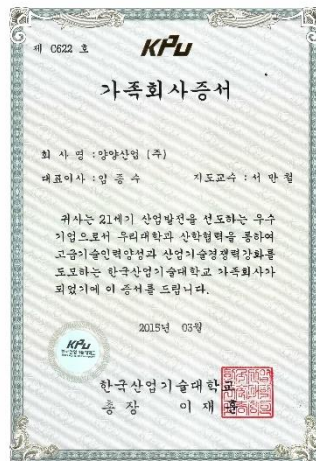 제 C622 호
KPU
가족회사증서
회 사 명 : 양양산업 (주)
대표이사 : 임종수 지도교수 : 서만철
귀사는 21세기 산업발전을 선도하는 우수
기업으로서 우리대학과 산학협력을 통하여
고급기술인력양성과 산업기술경쟁력강화를
도모하는 한국산업기술대학교 가족회사가
되었기에 이 증서를 드립니다.
2015년 03월
KPU
한국산업기술대학교
총 장 이 재 훈